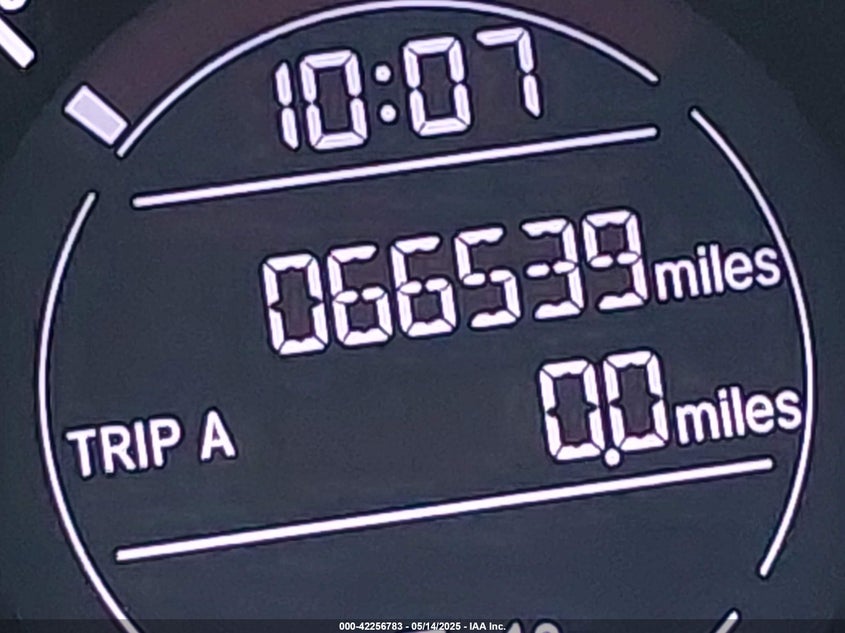 10:07
066539 miles
TRIP A 0.0 miles
000-42256783 - 05/14/2025 - IAA Inc.